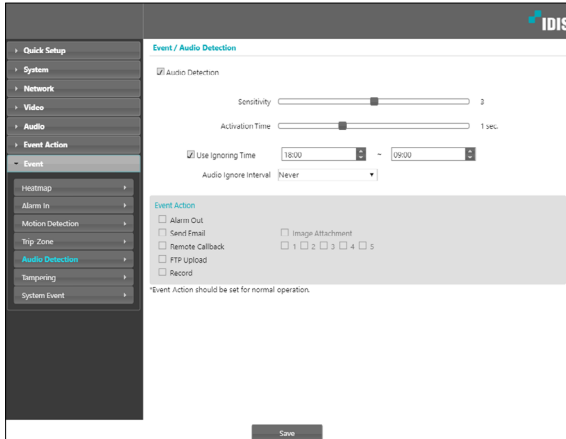 IDIS
Quick Setup
System
Network
Video
Audio
Event Action
Event
Heatmap
Alarm In
Motion Detection
Trip-Zone
Audio Detection
Tampering
System Event
Event / Audio Detection
Audio Detection
Sensitivity 3
Activation Time 1 sec.
Use Ignoring Time 18:00 ~ 09:00
Audio Ignore Interval Never
Event Action
Alarm Out
Send Email Image Attachment
Remote Callback 1 2 3 4 5
FTP Upload
Record
*Event Action should be set for normal operation.
Save